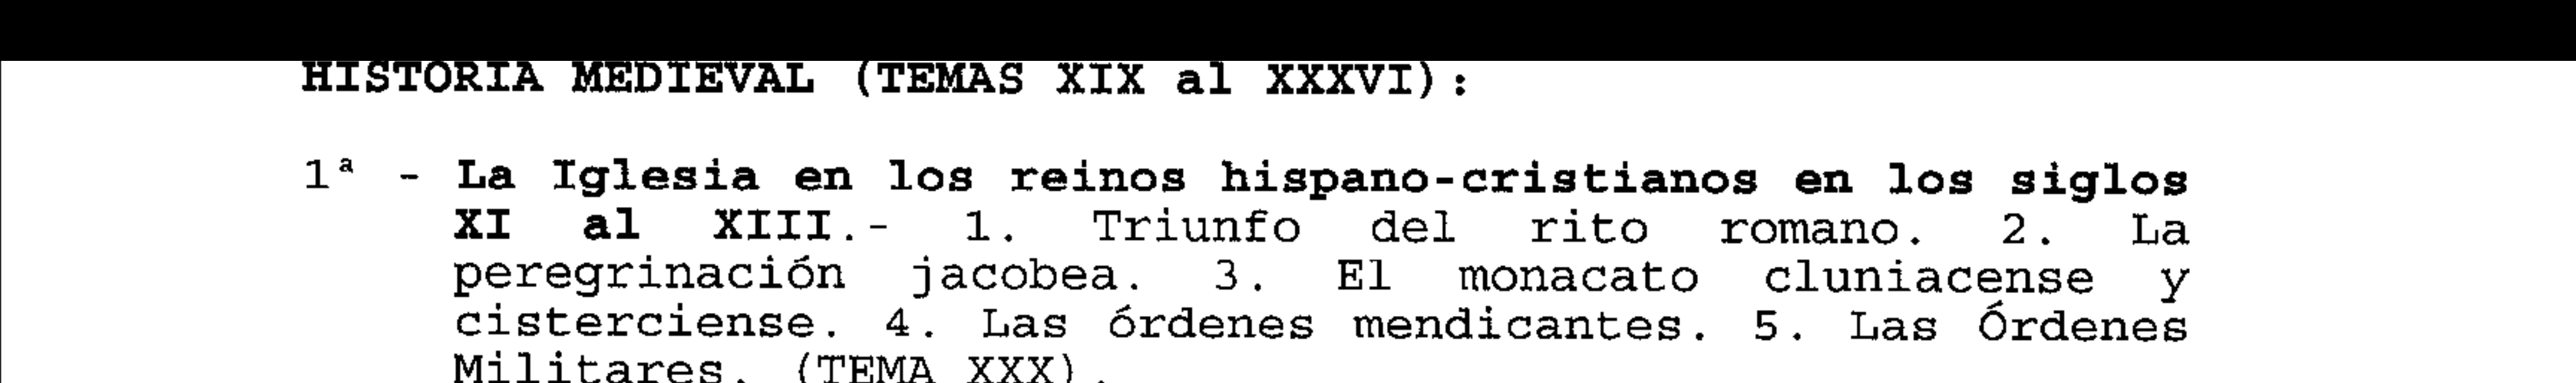 HISTORIA MEDIEVAL (TEMAS XIX al XXXVI):
1ª - La Iglesia en los reinos hispano-cristianos en los siglos
XI al XIII.- 1. Triunfo del rito romano. 2. La
peregrinación jacobea. 3. El monacato cluniacense y
cisterciense. 4. Las órdenes mendicantes. 5. Las Órdenes
Militares. (TEMA XXX).